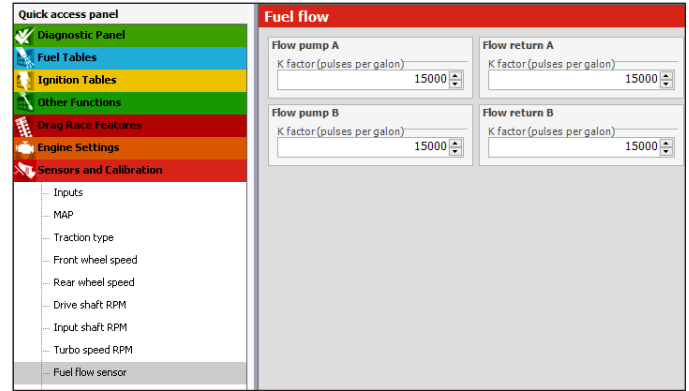 Quick access panel
Diagnostic Panel
Fuel Tables
Ignition Tables
Other Functions
Drag Race Features
Engine Settings
Sensors and Calibration
Inputs
MAP
Traction type
Front wheel speed
Rear wheel speed
Drive shaft RPM
Input shaft RPM
Turbo speed RPM
Fuel flow sensor
Fuel flow
Flow pump A
K factor (pulses per galon)
15000
Flow return A
K factor (pulses per galon)
15000
Flow pump B
K factor (pulses per galon)
15000
Flow return B
K factor (pulses per galon)
15000